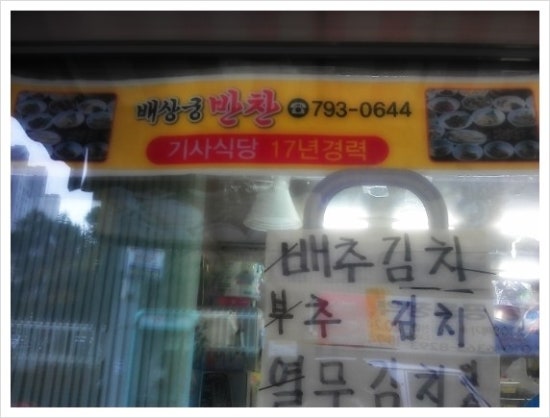 배상궁 반찬 ☎793-0644
기사식당 17년경력
배추김치
부추 김치
열무김치